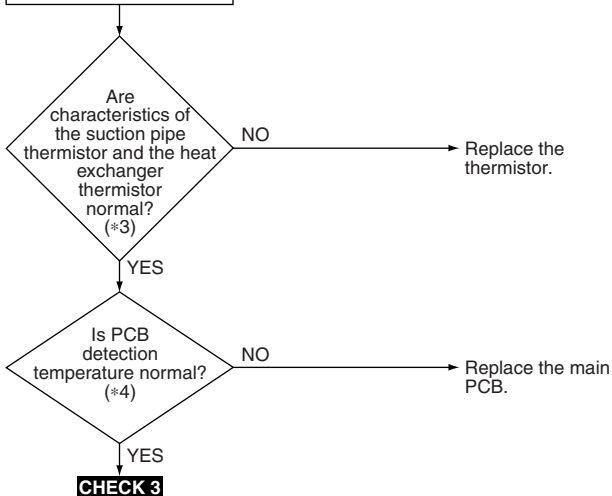 Are
characteristics of
the suction pipe
thermistor and the heat
exchanger
thermistor
normal?
(*3)
NO
Replace the
thermistor.
YES
Is PCB
detection
temperature normal?
(*4)
NO
Replace the main
PCB.
YES
CHECK 3